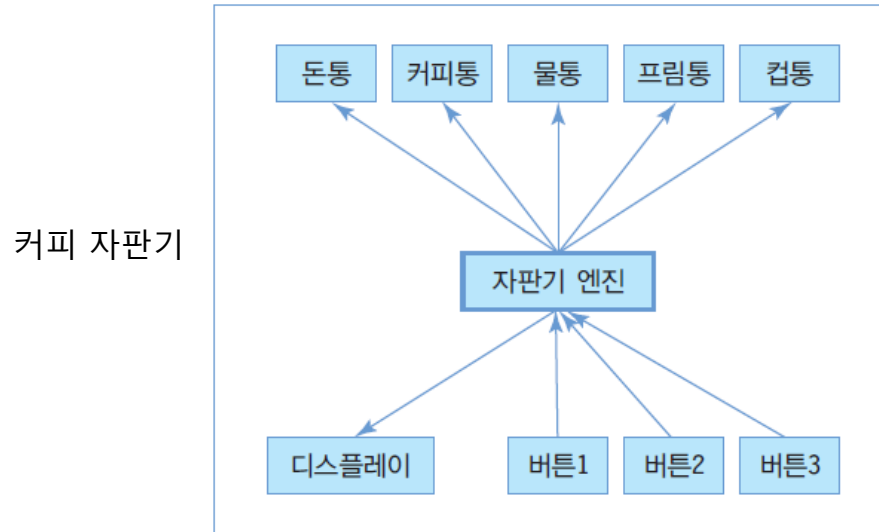 돈통 커피통 물통 프림통 컵통
커피 자판기
자판기 엔진
디스플레이 버튼1 버튼2 버튼3